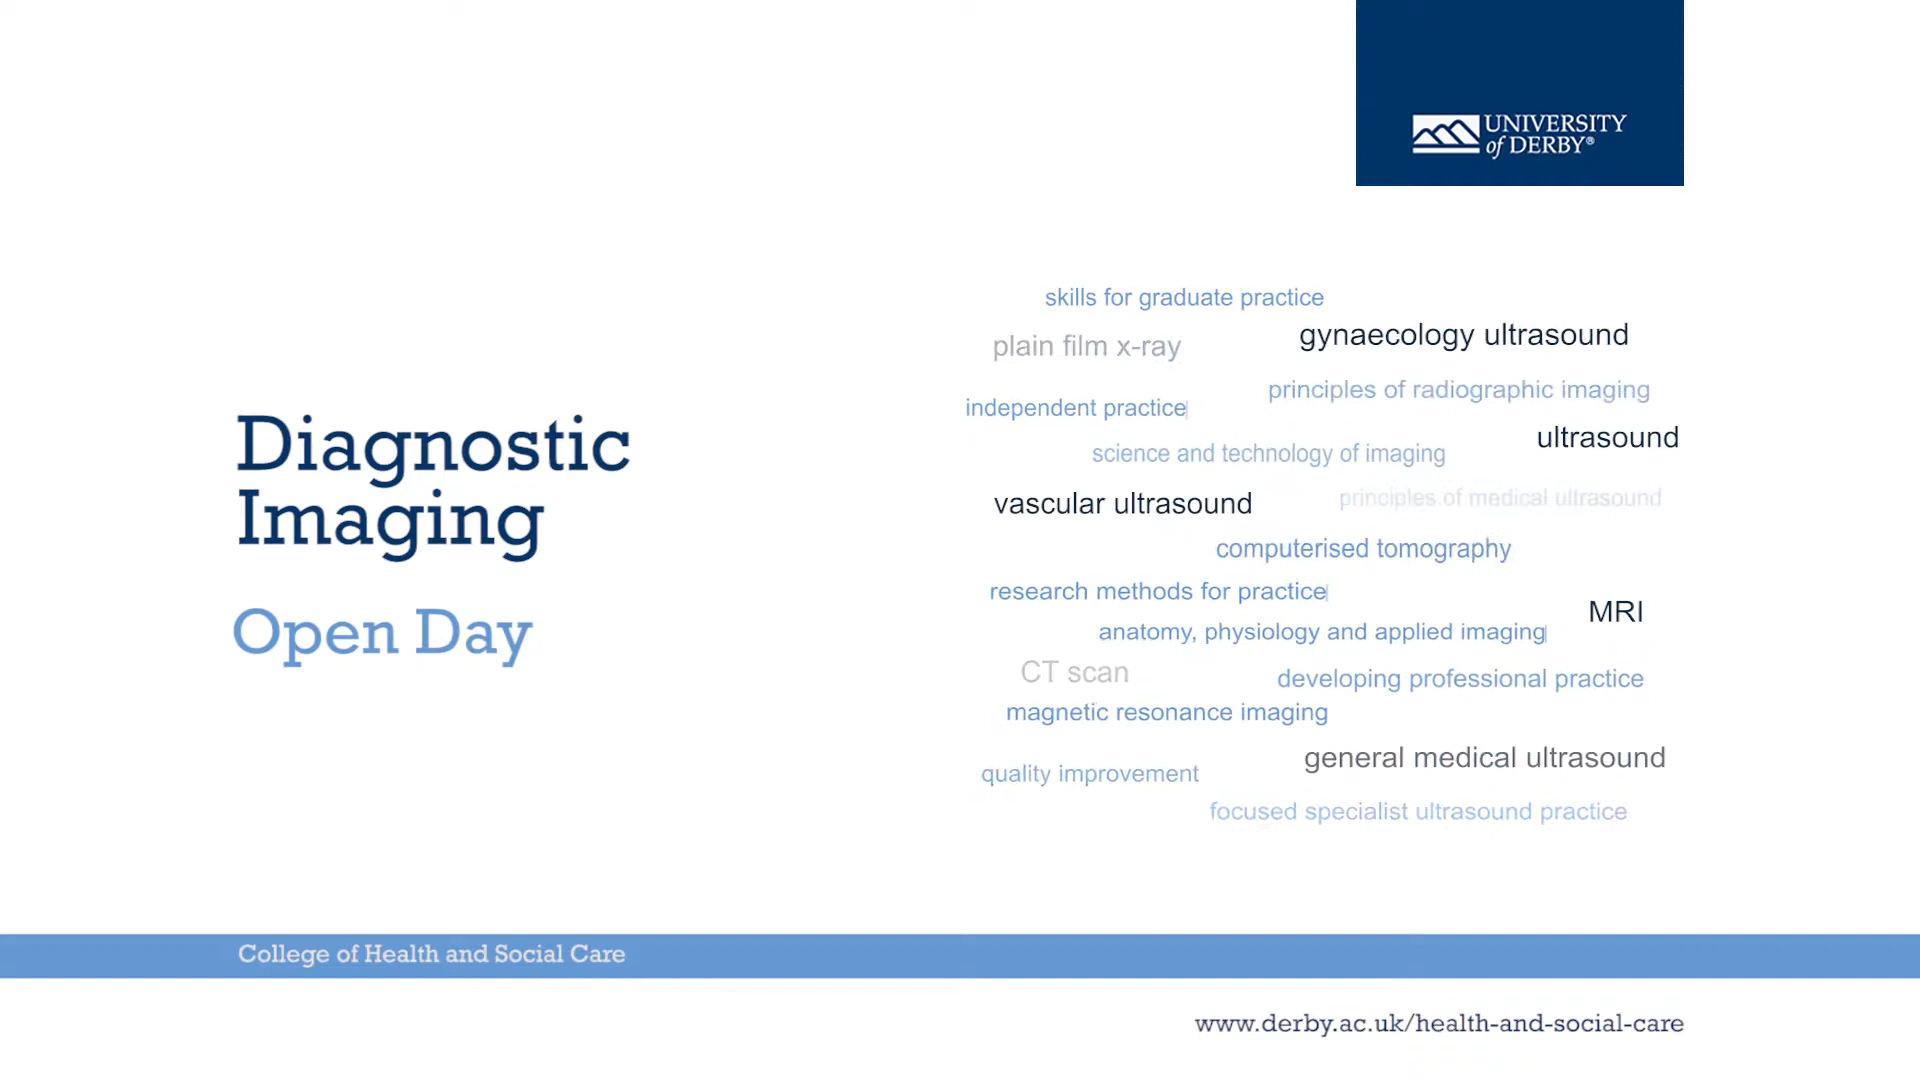 UNIVERSITY
of DERBY®
skills for graduate practice
gynaecology ultrasound
plain film x-ray
principles of radiographic imaging
independent practice
ultrasound
science and technology of imaging
principles of medical ultrasound
vascular ultrasound
computerised tomography
research methods for practice
MRI
anatomy, physiology and applied imaging
CT scan
developing professional practice
magnetic resonance imaging
general medical ultrasound
quality improvement
focused specialist ultrasound practice
Diagnostic
Imaging
Open Day
College of Health and Social Care
www.derby.ac.uk/health-and-social-care